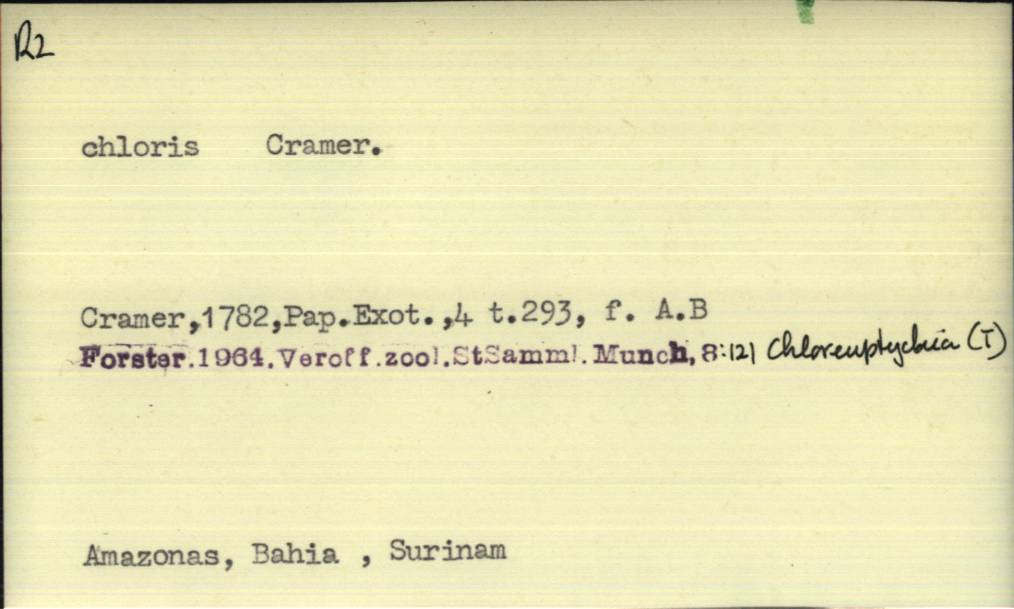 R2
chloris Cramer.
Cramer,1782,Pap.Exot.,4 t.293, f. A.B
Forster.1964.Veroff.zool.StSamml.Munch,8:121 Chloreuptychia (T)
Amazonas, Bahia , Surinam